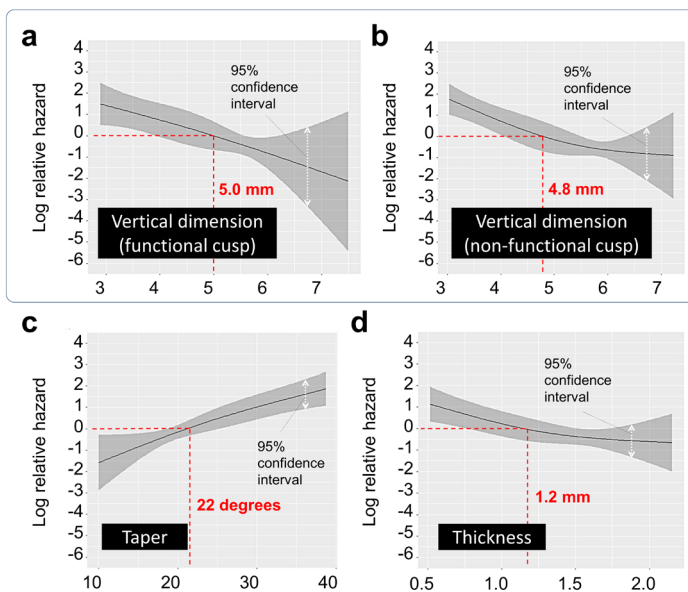 a
4
3
2
1
0
-1
-2
-3
-4
-5
-6
Log relative hazard
95%
confidence
interval
5.0 mm
Vertical dimension
(functional cusp)
3
4
5
6
7
b
4
3
2
1
0
-1
-2
-3
-4
-5
-6
Log relative hazard
95%
confidence
interval
4.8 mm
Vertical dimension
(non-functional cusp)
3
4
5
6
7
c
4
3
2
1
0
-1
-2
-3
-4
-5
-6
Log relative hazard
95%
confidence
interval
22 degrees
Taper
10
20
30
40
d
4
3
2
1
0
-1
-2
-3
-4
-5
-6
Log relative hazard
95%
confidence
interval
1.2 mm
Thickness
0.5
1.0
1.5
2.0